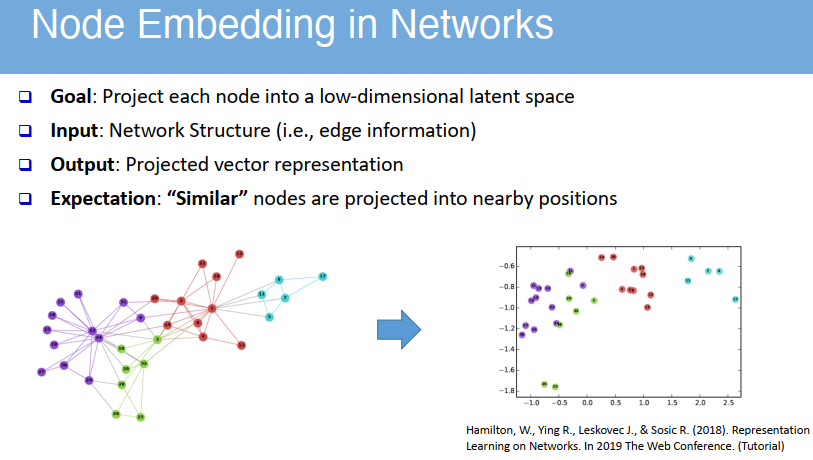 Node Embedding in Networks
Goal: Project each node into a low-dimensional latent space
Input: Network Structure (i.e., edge information)
Output: Projected vector representation
Expectation: “Similar” nodes are projected into nearby positions
−0.6
−0.8
−1.0
−1.2
−1.4
−1.6
−1.8
−1.0 −0.5 0.0 0.5 1.0 1.5 2.0 2.5
Hamilton, W., Ying R., Leskovec J., & Sosic R. (2018). Representation
Learning on Networks. In 2019 The Web Conference. (Tutorial)